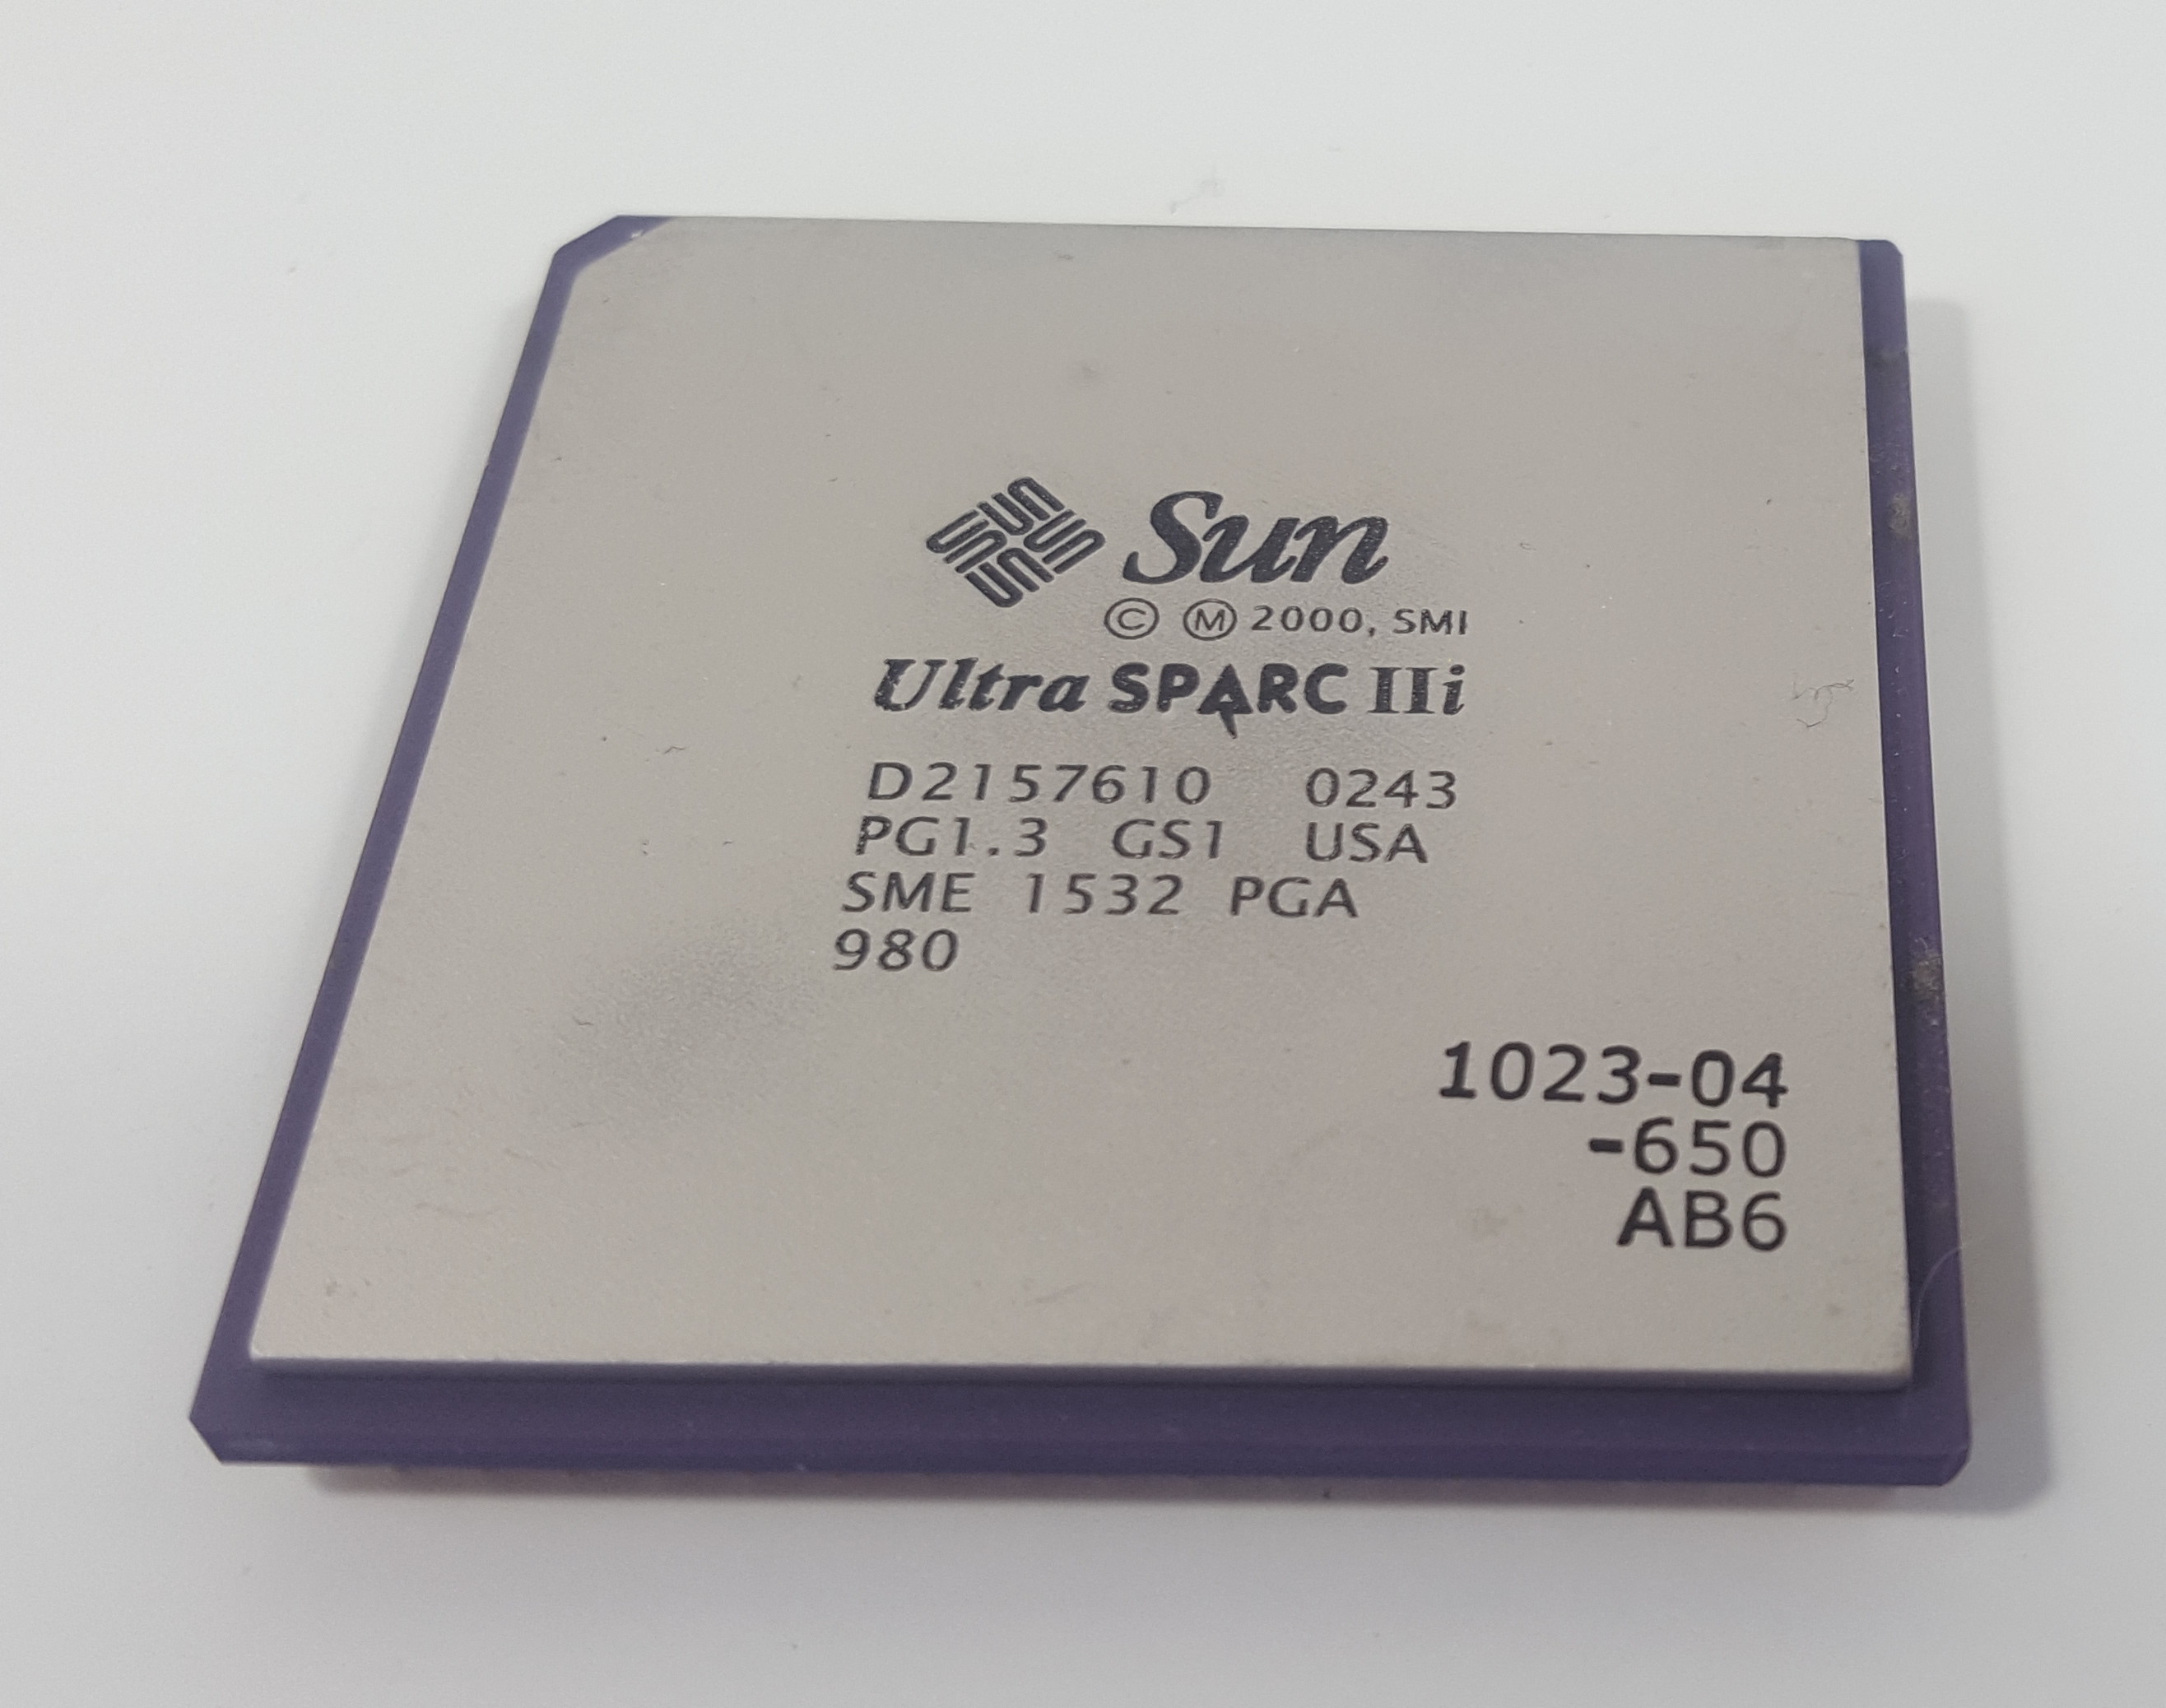 Sun
© Ⓜ 2000, SMI
Ultra SPARC IIi
D2157610 0243
PG1.3 GS1 USA
SME 1532 PGA
980
1023-04
-650
AB6